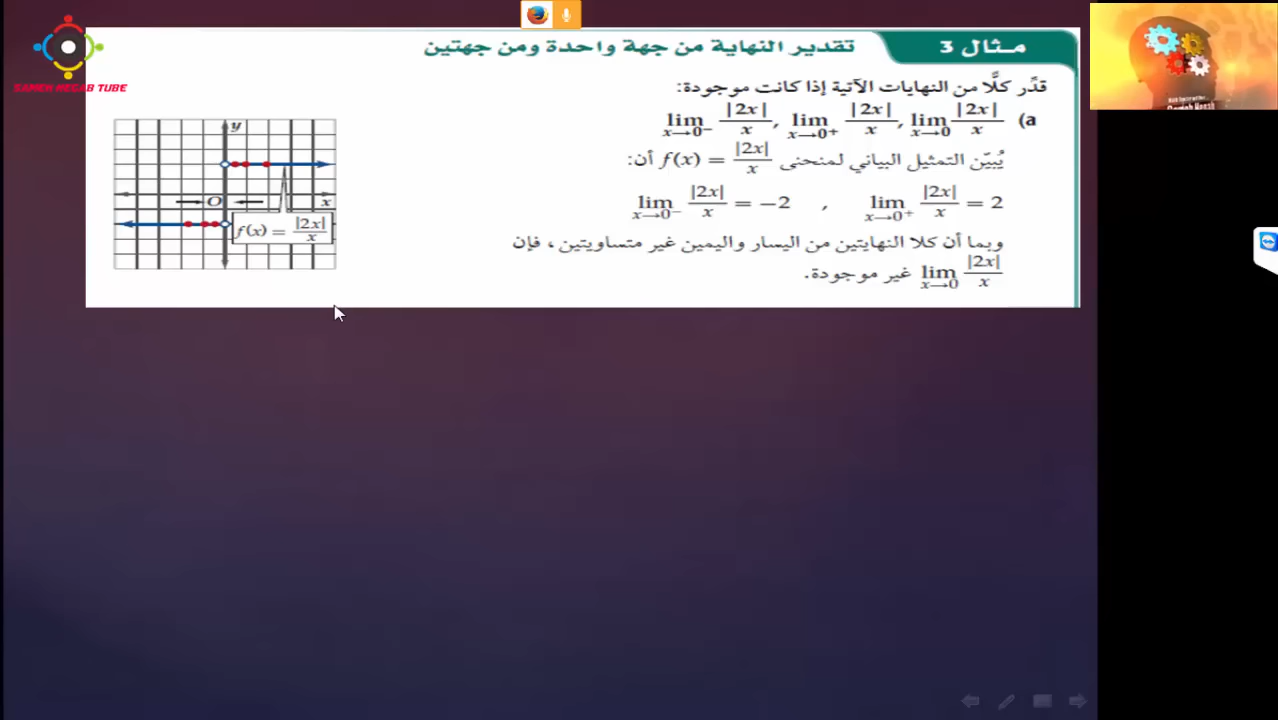 SAMEH NEGAB TUBE
مثال 3 تقدير النهاية من جهة واحدة ومن جهتين
قدِّر كلًّا من النهايات الآتية إذا كانت موجودة:
a) lim x→0⁻ |2x|/x , lim x→0⁺ |2x|/x , lim x→0 |2x|/x
يُبيّن التمثيل البياني لمنحنى f(x) = |2x|/x أن:
lim x→0⁻ |2x|/x = −2 , lim x→0⁺ |2x|/x = 2
وبما أن كلا النهايتين من اليسار واليمين غير متساويتين ، فإن
lim x→0 |2x|/x غير موجودة.
y
O x
f(x) = |2x|/x